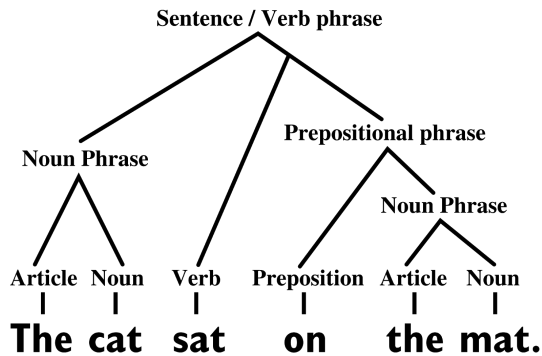 Sentence / Verb phrase
Prepositional phrase
Noun Phrase
Noun Phrase
Article Noun Verb Preposition Article Noun
The cat sat on the mat.